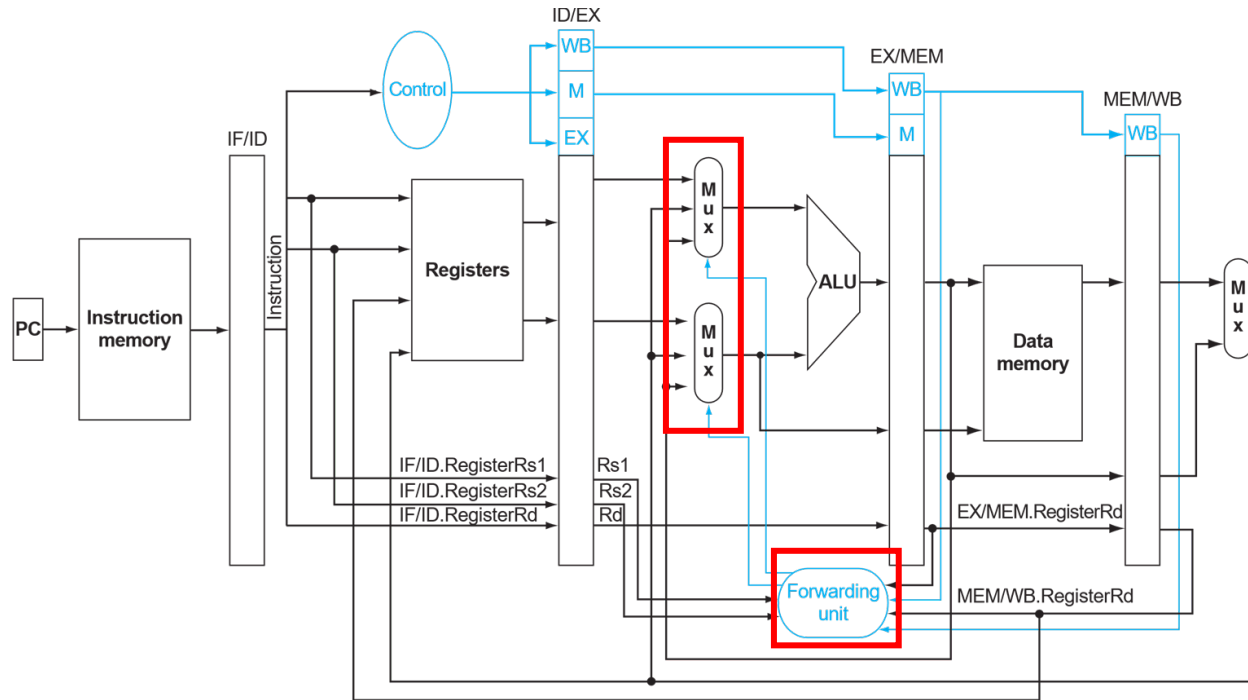 ID/EX
WB
M
EX
Control
EX/MEM
WB
M
MEM/WB
WB
IF/ID
PC
Instruction
memory
Instruction
Registers
M
u
x
M
u
x
ALU
Data
memory
M
u
x
IF/ID.RegisterRs1
IF/ID.RegisterRs2
IF/ID.RegisterRd
Rs1
Rs2
Rd
EX/MEM.RegisterRd
Forwarding
unit
MEM/WB.RegisterRd